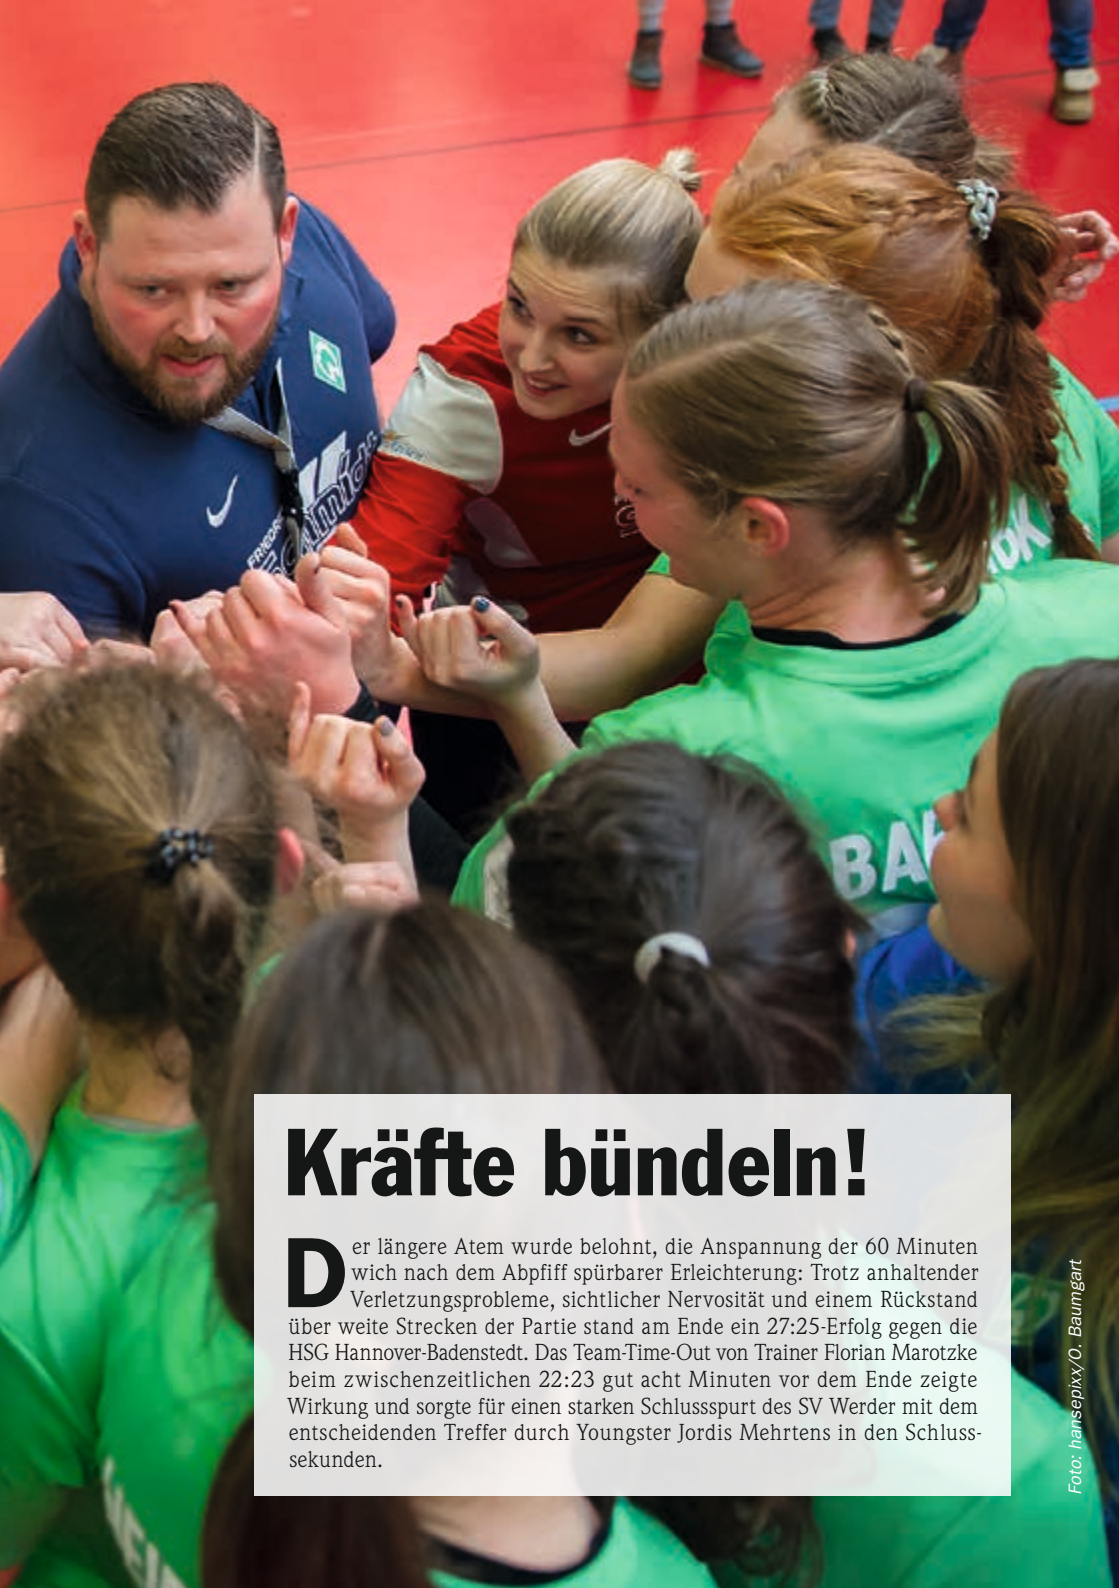 Kräfte bündeln!
Der längere Atem wurde belohnt, die Anspannung der 60 Minuten
wich nach dem Abpfiff spürbarer Erleichterung: Trotz anhaltender
Verletzungsprobleme, sichtlicher Nervosität und einem Rückstand
über weite Strecken der Partie stand am Ende ein 27:25-Erfolg gegen die
HSG Hannover-Badenstedt. Das Team-Time-Out von Trainer Florian Marotzke
beim zwischenzeitlichen 22:23 gut acht Minuten vor dem Ende zeigte
Wirkung und sorgte für einen starken Schlussspurt des SV Werder mit dem
entscheidenden Treffer durch Youngster Jordis Mehrtens in den Schluss-
sekunden.
Foto: hansepixx/O. Baumgart